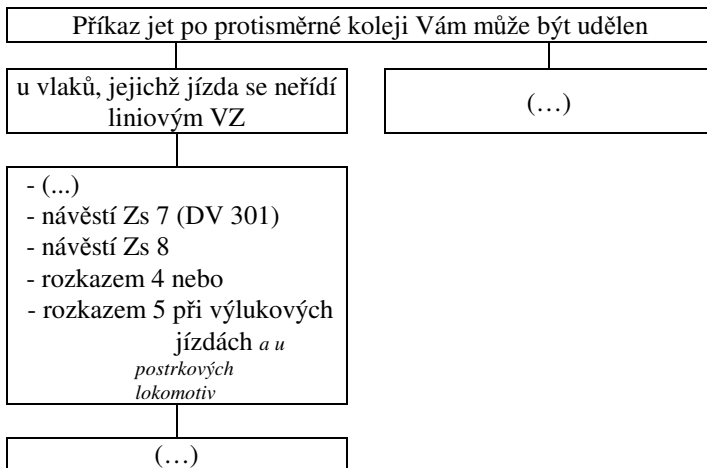 Příkaz jet po protisměrné koleji Vám může být udělen
u vlaků, jejichž jízda se neřídí
liniovým VZ
(…)
- (...)
- návěstí Zs 7 (DV 301)
- návěstí Zs 8
- rozkazem 4 nebo
- rozkazem 5 při výlukových
jízdách a u
postrkových
lokomotiv
(…)